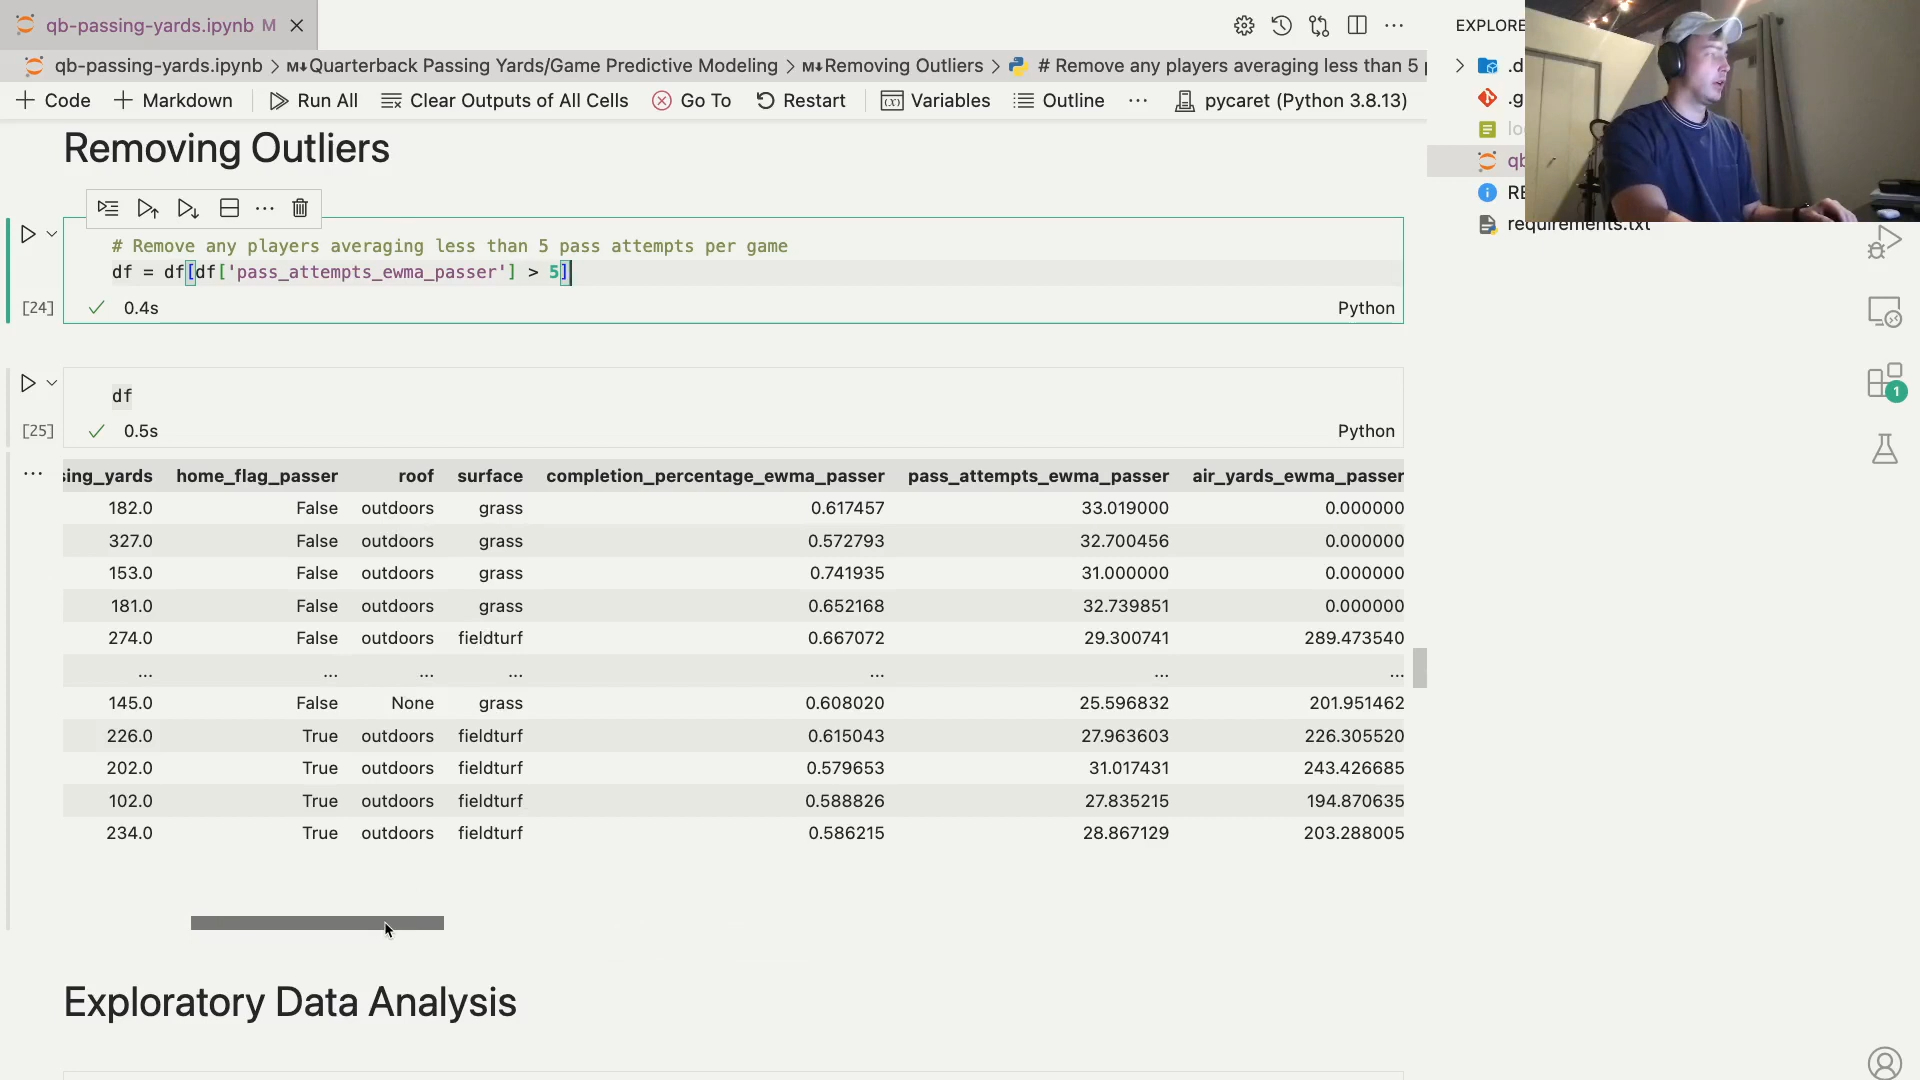 qb-passing-yards.ipynb M
EXPLORE
qb-passing-yards.ipynb > M↓Quarterback Passing Yards/Game Predictive Modeling > M↓Removing Outliers > # Remove any players averaging less than 5 p
.d
+ Code + Markdown Run All Clear Outputs of All Cells Go To Restart Variables Outline ... pycaret (Python 3.8.13)
.g
lo
qb
RE
requirements.txt
1
Removing Outliers
# Remove any players averaging less than 5 pass attempts per game
df = df[df['pass_attempts_ewma_passer'] > 5]
[24] 0.4s Python
df
[25] 0.5s Python
sing_yards home_flag_passer roof surface completion_percentage_ewma_passer pass_attempts_ewma_passer air_yards_ewma_passer
182.0 False outdoors grass 0.617457 33.019000 0.000000
327.0 False outdoors grass 0.572793 32.700456 0.000000
153.0 False outdoors grass 0.741935 31.000000 0.000000
181.0 False outdoors grass 0.652168 32.739851 0.000000
274.0 False outdoors fieldturf 0.667072 29.300741 289.473540
... ... ... ... ... ... ...
145.0 False None grass 0.608020 25.596832 201.951462
226.0 True outdoors fieldturf 0.615043 27.963603 226.305520
202.0 True outdoors fieldturf 0.579653 31.017431 243.426685
102.0 True outdoors fieldturf 0.588826 27.835215 194.870635
234.0 True outdoors fieldturf 0.586215 28.867129 203.288005
Exploratory Data Analysis